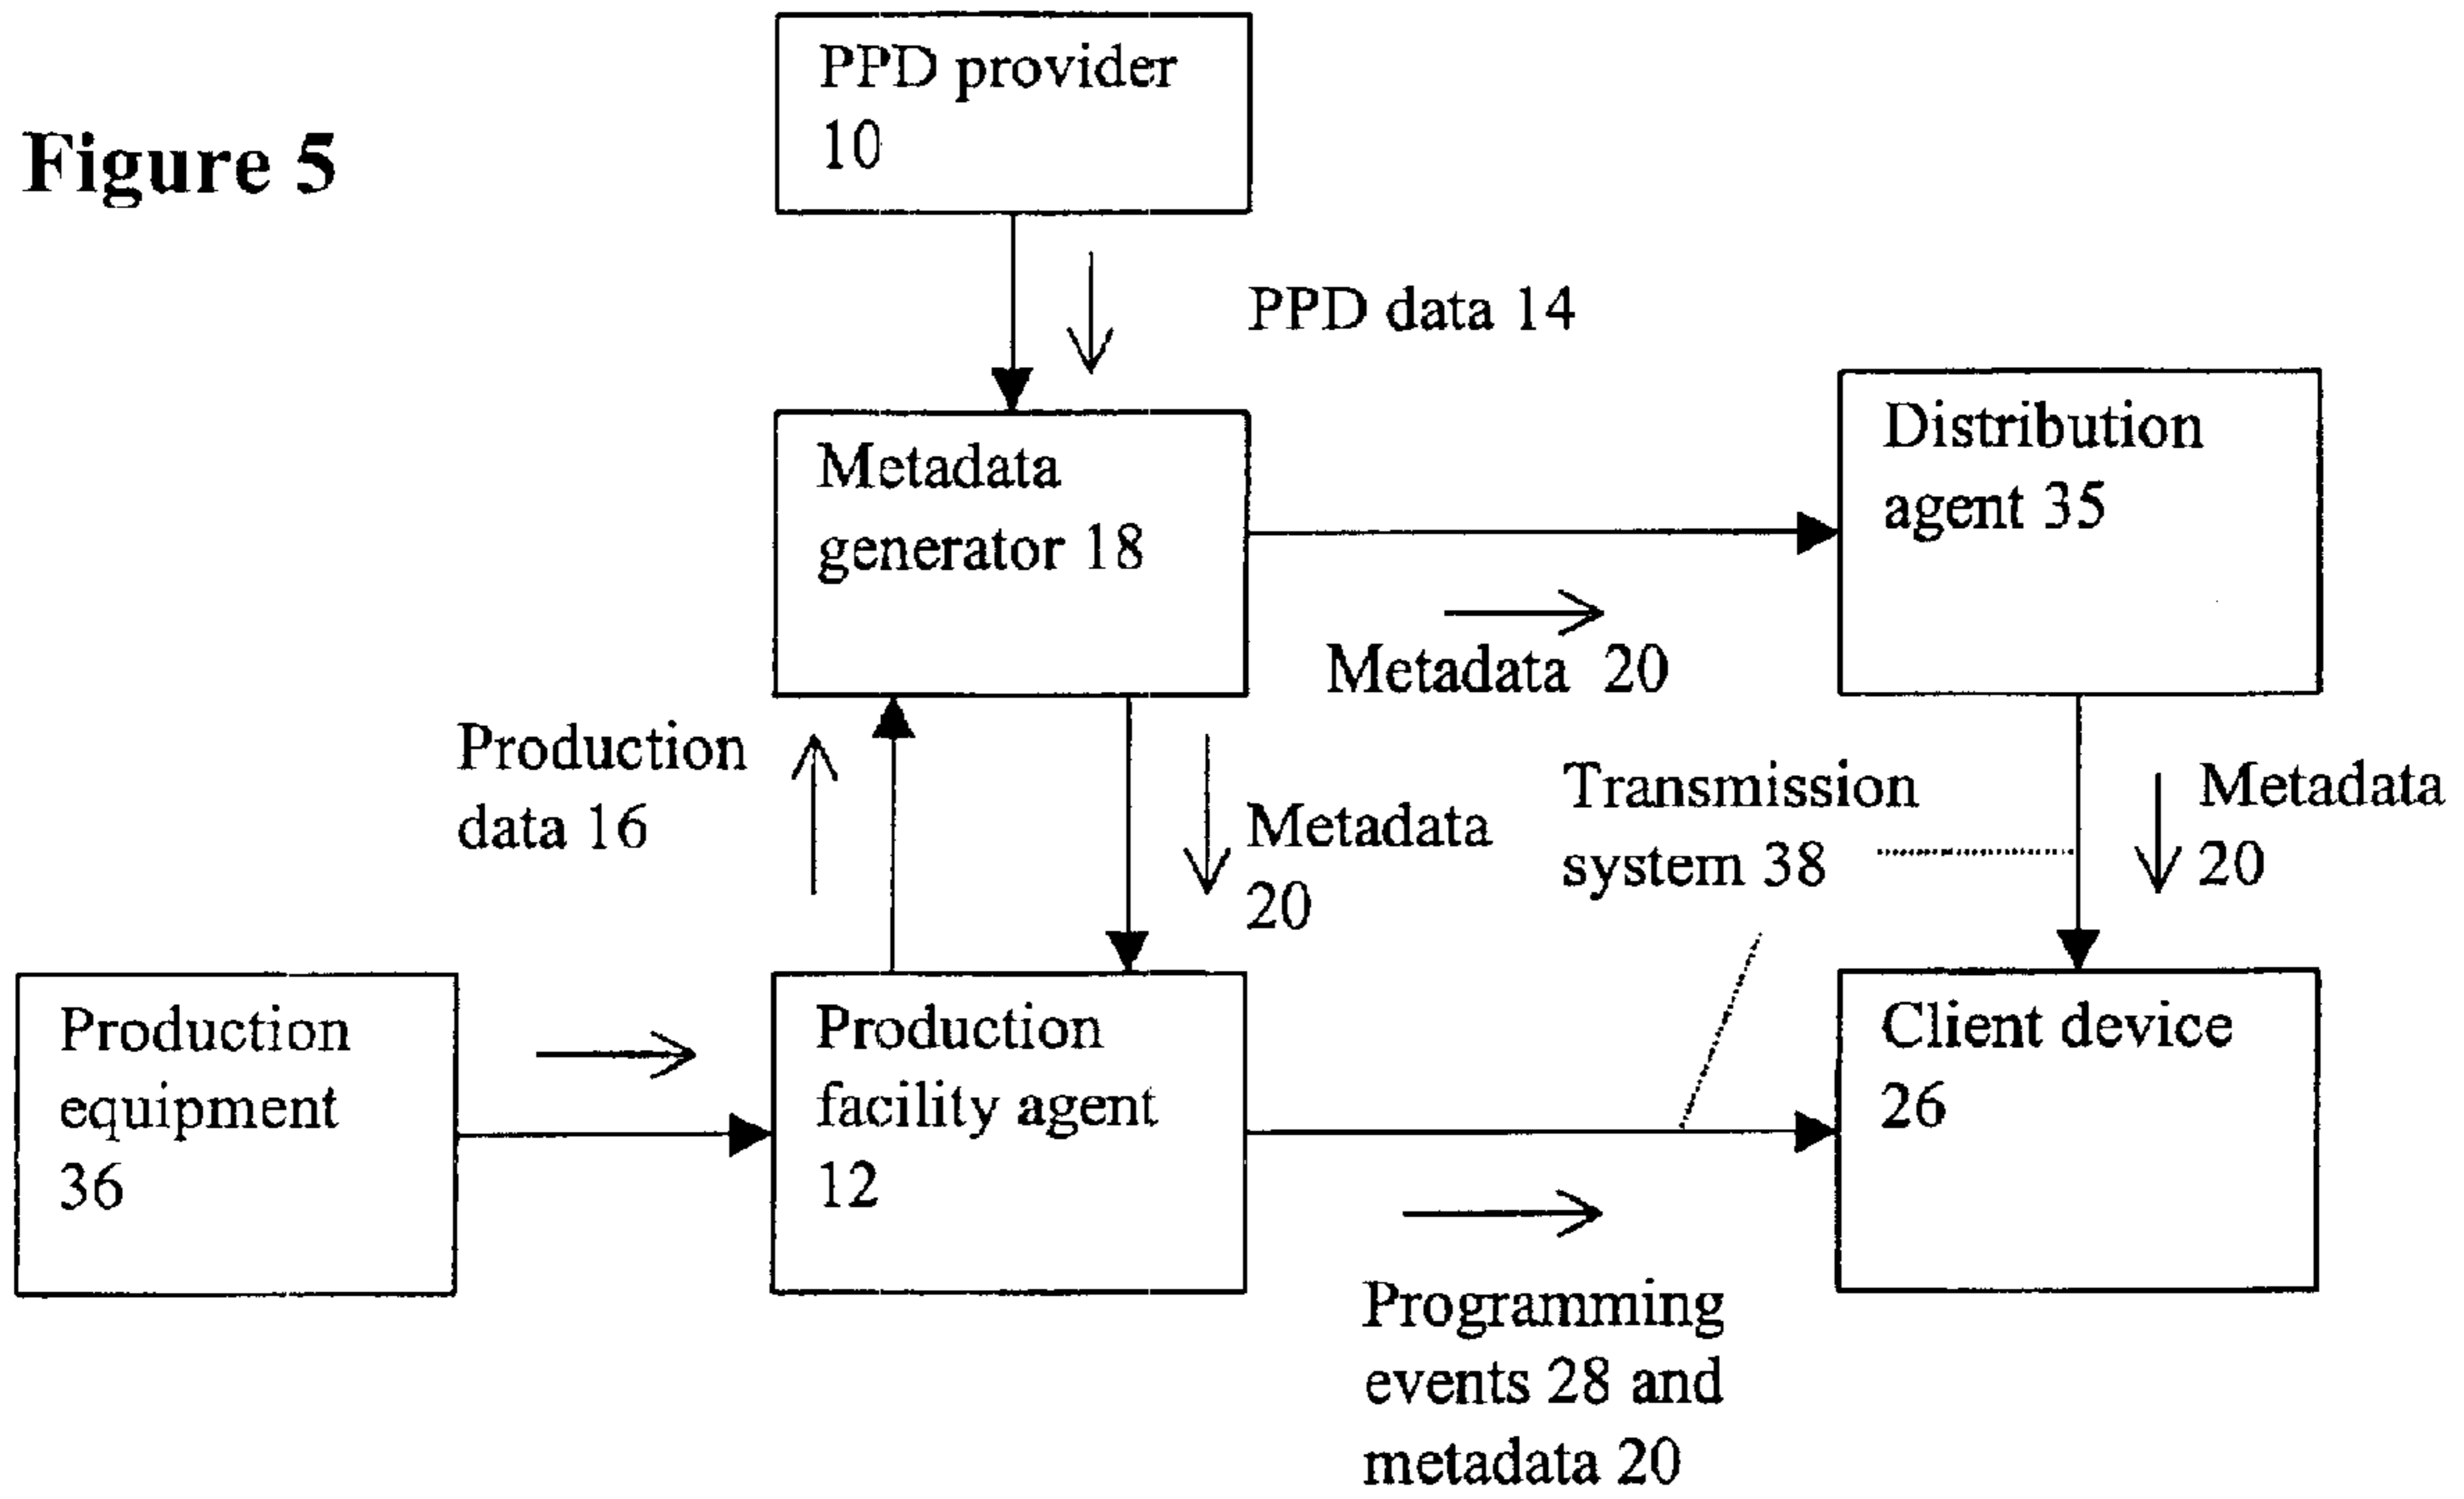 PPD provider
10
Figure 5
PPD data 14
Metadata
generator 18
Distribution
agent 35
Metadata 20
Production
data 16
Metadata
20
Transmission
system 38
Metadata
20
Production
equipment
36
Production
facility agent
12
Client device
26
Programming
events 28 and
metadata 20